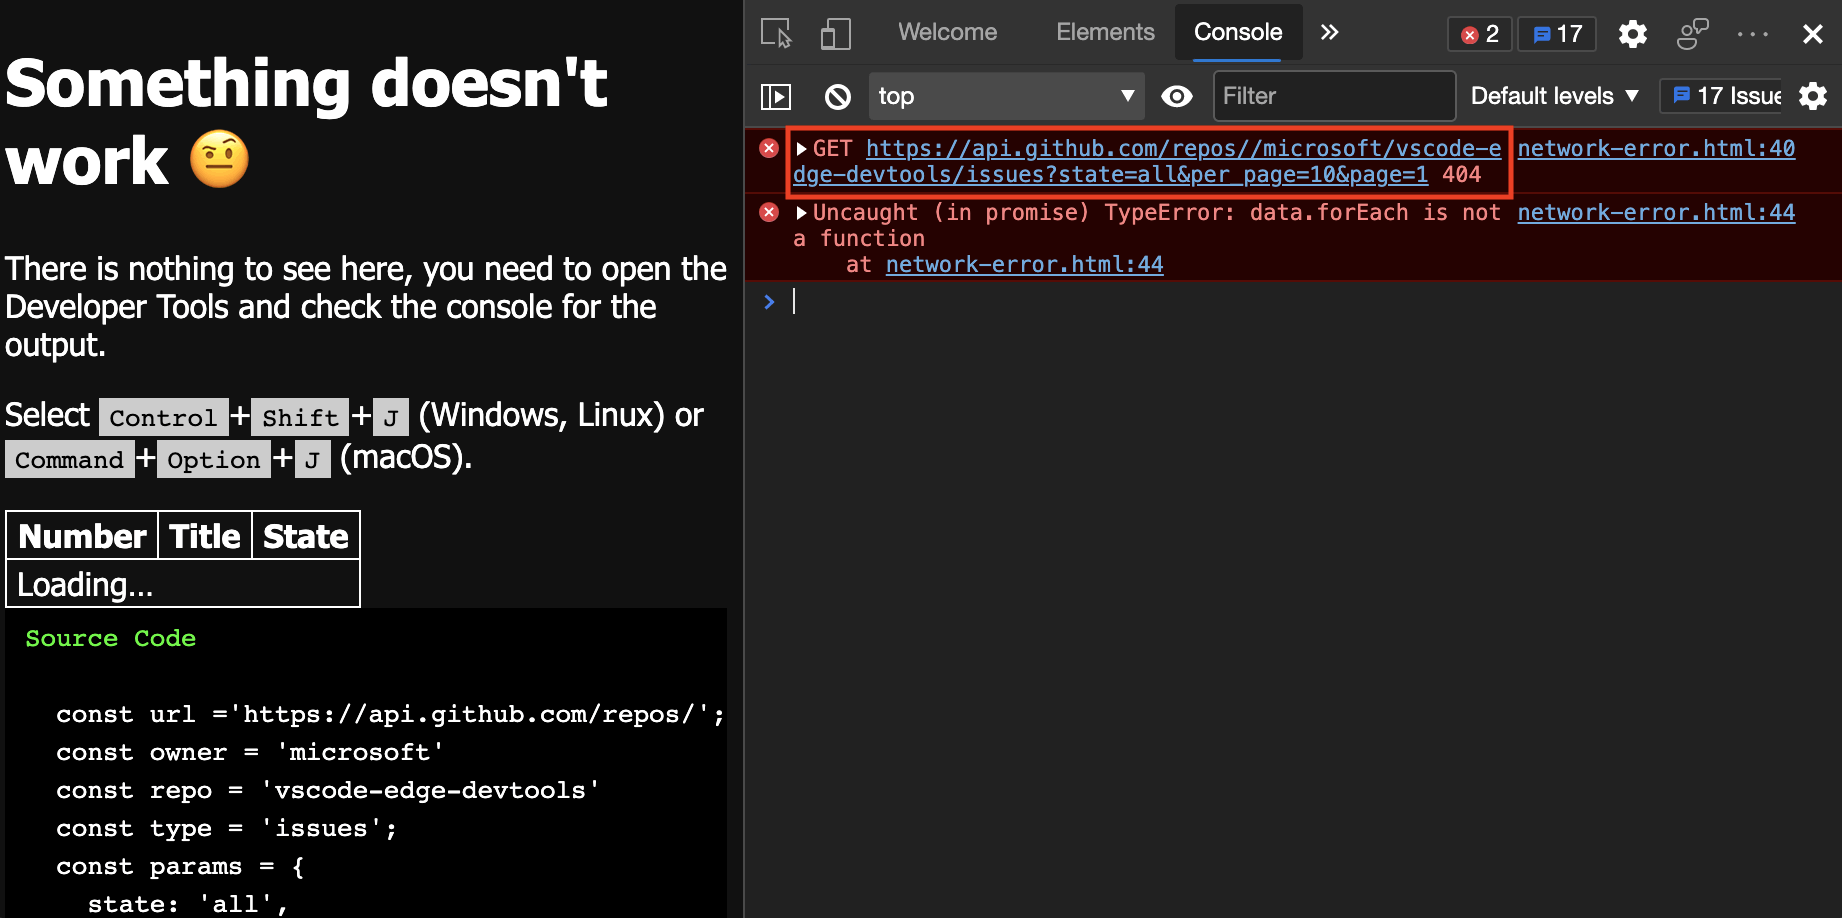 Something doesn't
work
There is nothing to see here, you need to open the
Developer Tools and check the console for the
output.
Select Control+Shift+J (Windows, Linux) or
Command+Option+J (macOS).
Number Title State
Loading...
Source Code
const url ='https://api.github.com/repos/';
const owner = 'microsoft'
const repo = 'vscode-edge-devtools'
const type = 'issues';
const params = {
state: 'all',
Welcome Elements Console » 2 17
top Filter Default levels 17 Issue
GET https://api.github.com/repos//microsoft/vscode-e network-error.html:40
dge-devtools/issues?state=all&per_page=10&page=1 404
Uncaught (in promise) TypeError: data.forEach is not network-error.html:44
a function
at network-error.html:44
>